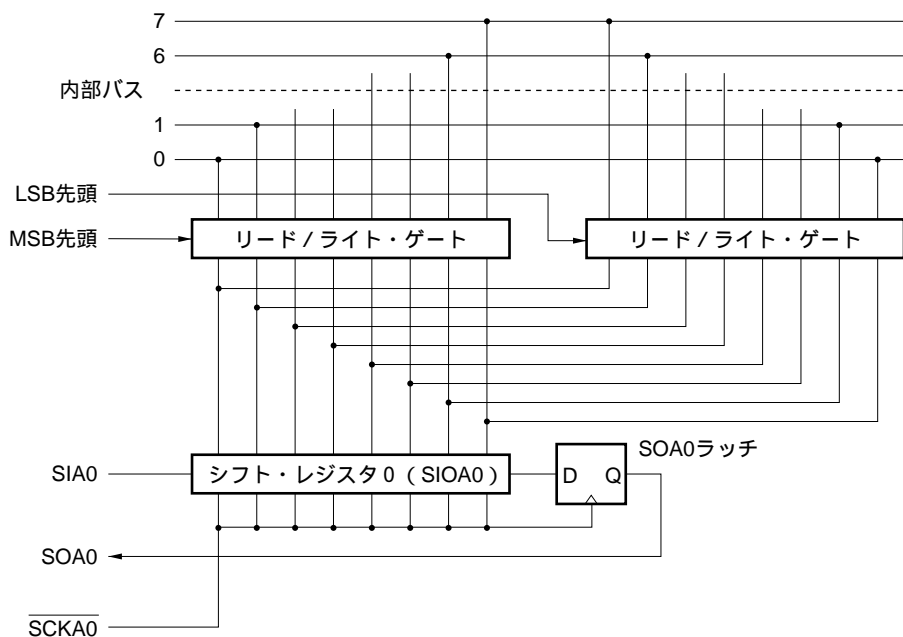 7
6
内部バス
1
0
LSB先頭
MSB先頭
リード/ライト・ゲート
リード/ライト・ゲート
SOA0ラッチ
SIA0
シフト・レジスタ0(SIOA0)
D Q
SOA0
SCKA0